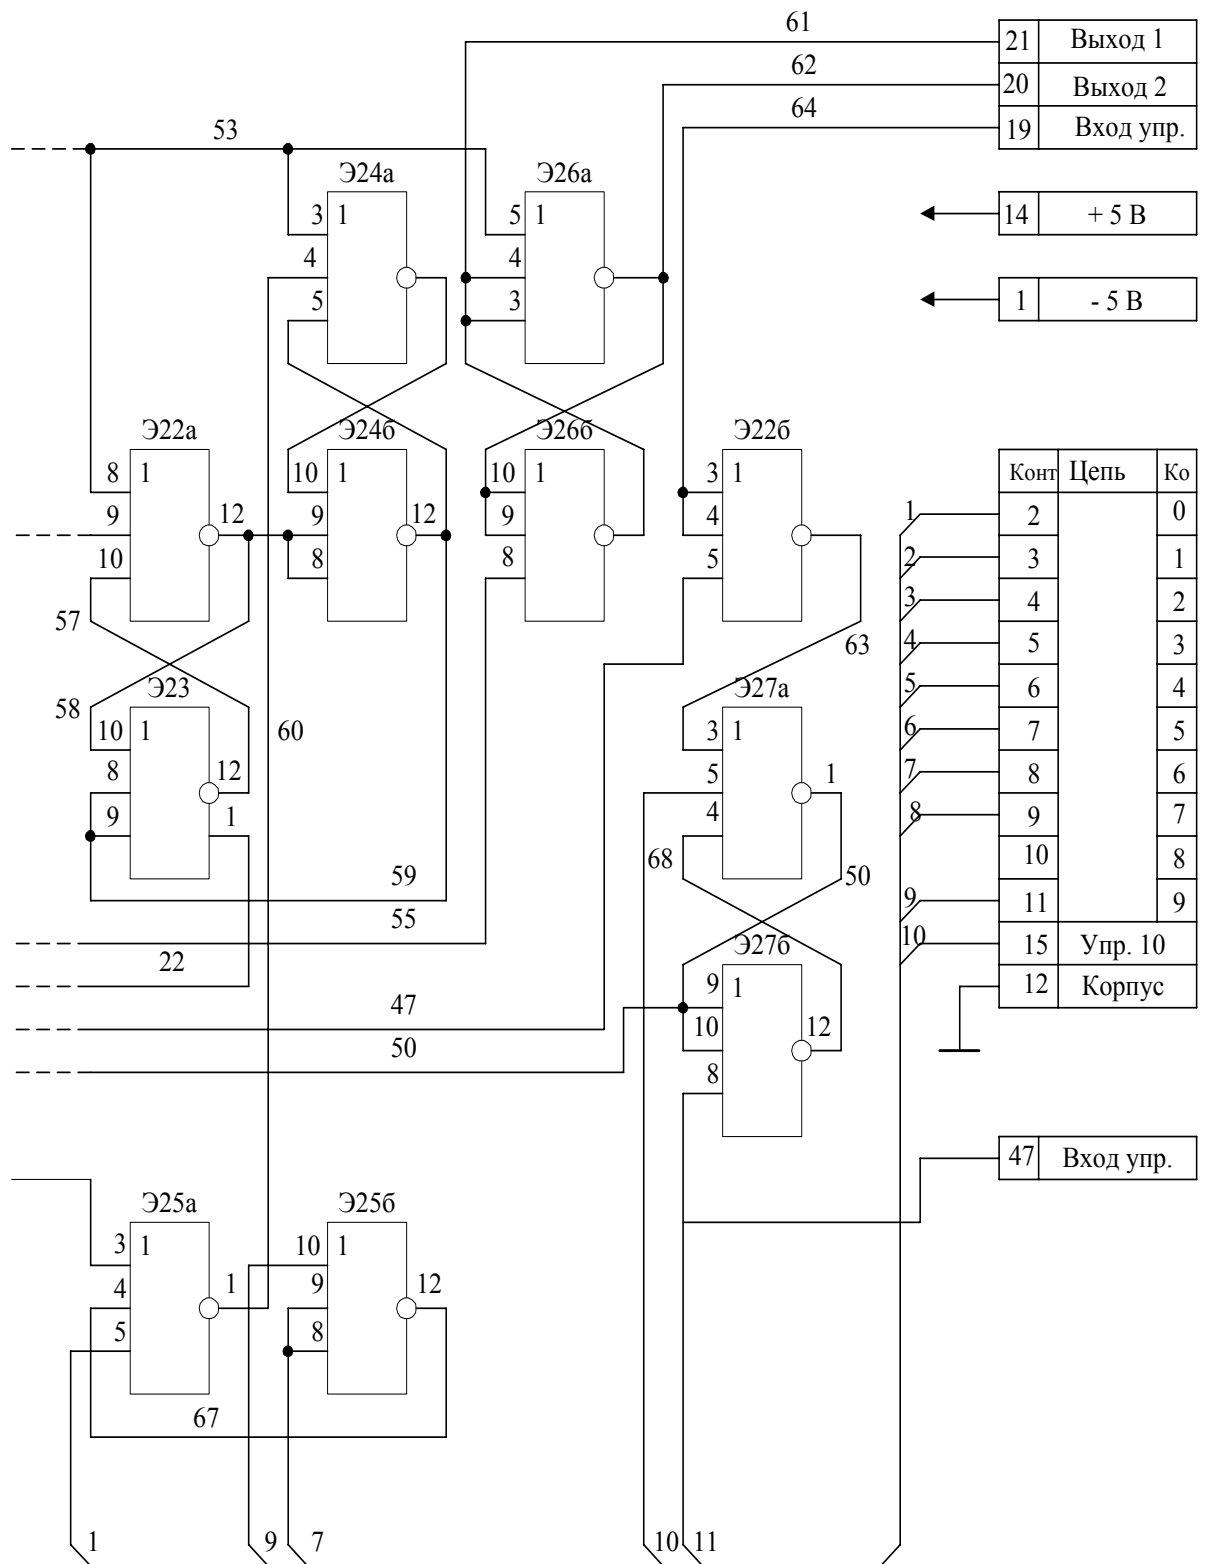 61
21 Выход 1
62
20 Выход 2
64
19 Вход упр.
53
Э24а Э26а
3 1 5 1
14 + 5 В
4 4
5 3
1 - 5 В
Э22а Э24б Э26б Э22б
8 1 10 1 10 1 3 1
Конт Цепь Ко
9 12 9 12 9 4
1 2 0
10 8 8 5
2 3 1
3 4 2
57 63
4 5 3
Э23 Э27а
58
5 6 4
10 1 60 3 1
6 7 5
8 12 5 1
7 8 6
9 1 4
8 9 7
68 50
10 8
59
9 11 9
55
10 15 Упр. 10
22 Э27б
9 1
12 Корпус
47
10 12
50
8
47 Вход упр.
Э25а Э25б
3 1 10 1
4 1 9 12
5 8
67
1 9 7 10 11